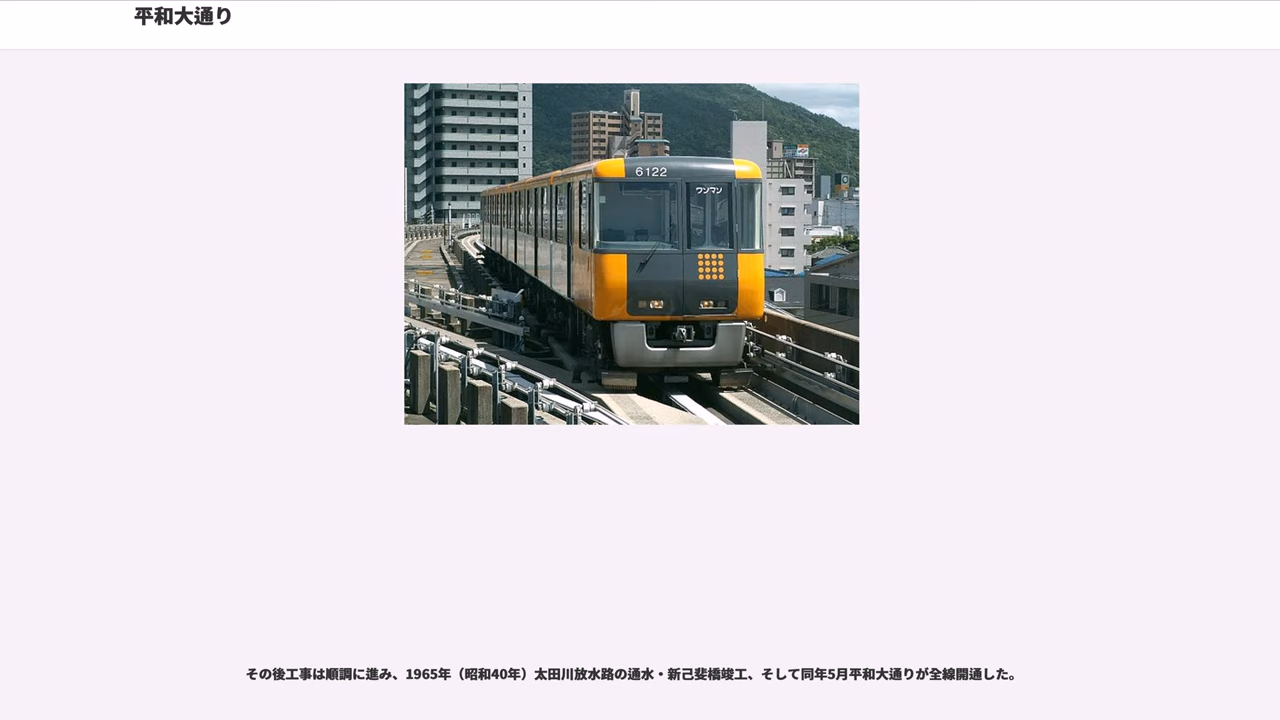 平和大通り
6122
ワンマン
その後工事は順調に進み、1965年（昭和40年）太田川放水路の通水・新己斐橋竣工、そして同年5月平和大通りが全線開通した。